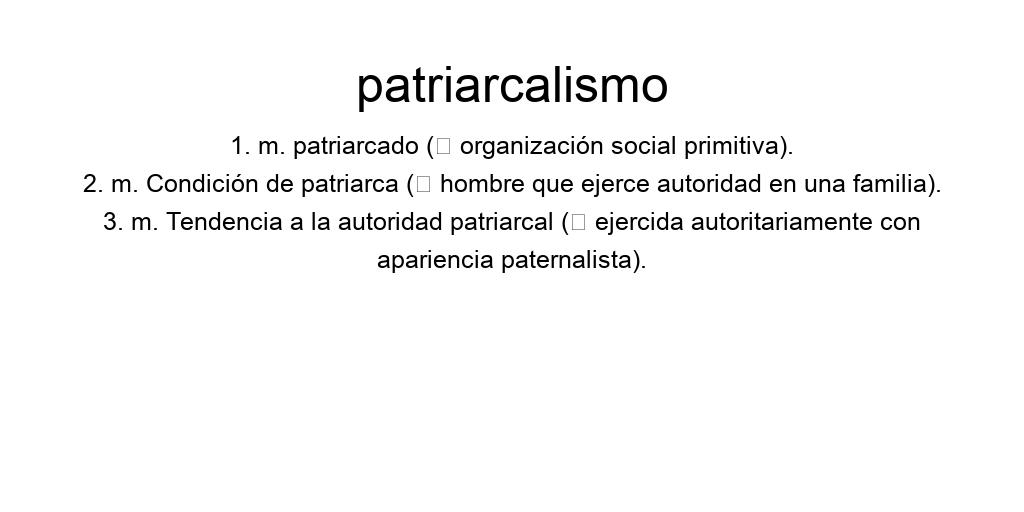 patriarcalismo
1. m. patriarcado (□ organización social primitiva).
2. m. Condición de patriarca (□ hombre que ejerce autoridad en una familia).
3. m. Tendencia a la autoridad patriarcal (□ ejercida autoritariamente con
apariencia paternalista).